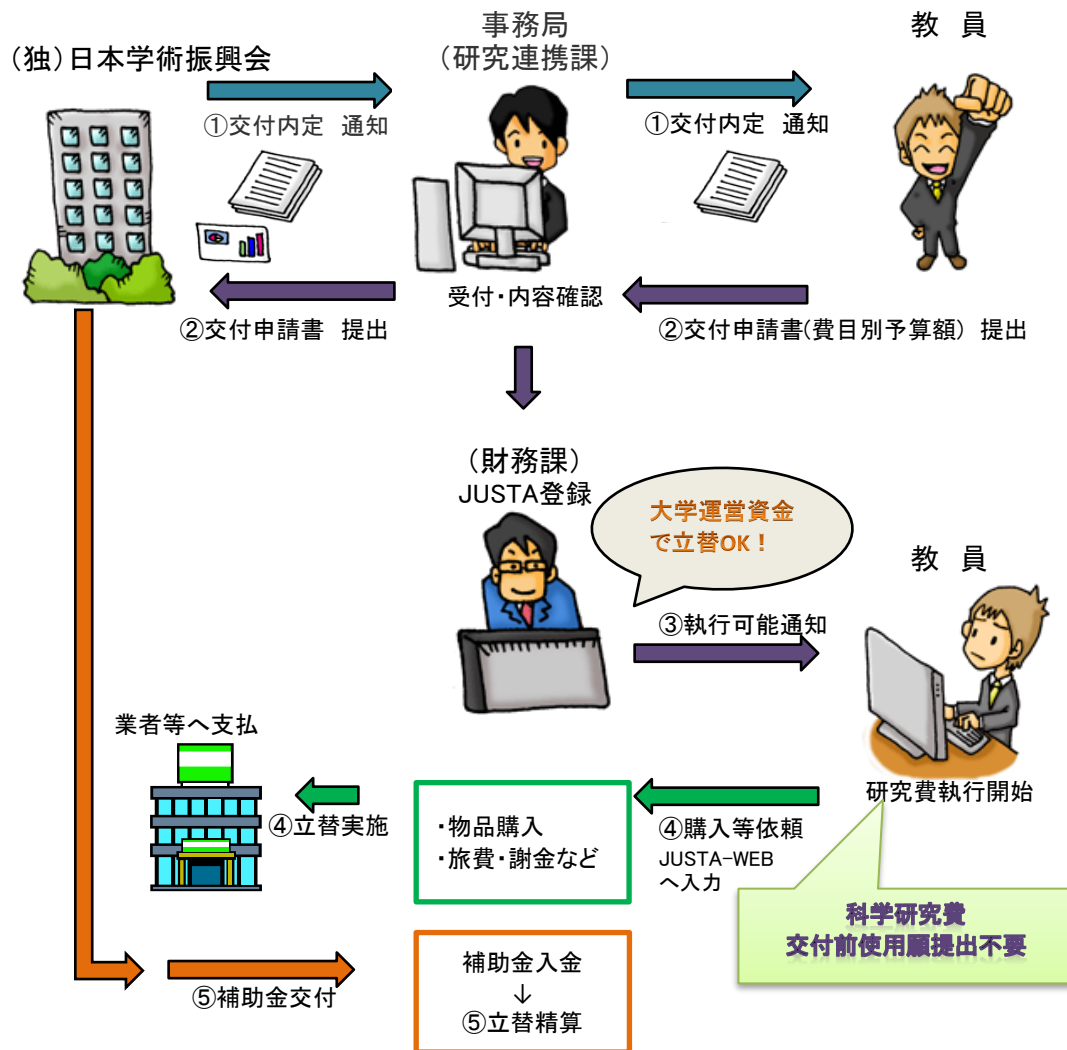 (独)日本学術振興会
事務局
(研究連携課)
教 員
①交付内定 通知
①交付内定 通知
受付・内容確認
②交付申請書 提出
②交付申請書(費目別予算額) 提出
(財務課)
JUSTA登録
大学運営資金
で立替OK！
③執行可能通知
教 員
研究費執行開始
業者等へ支払
④立替実施
・物品購入
・旅費・謝金など
④購入等依頼
JUSTA-WEB
へ入力
科学研究費
交付前使用願提出不要
⑤補助金交付
補助金入金
↓
⑤立替精算